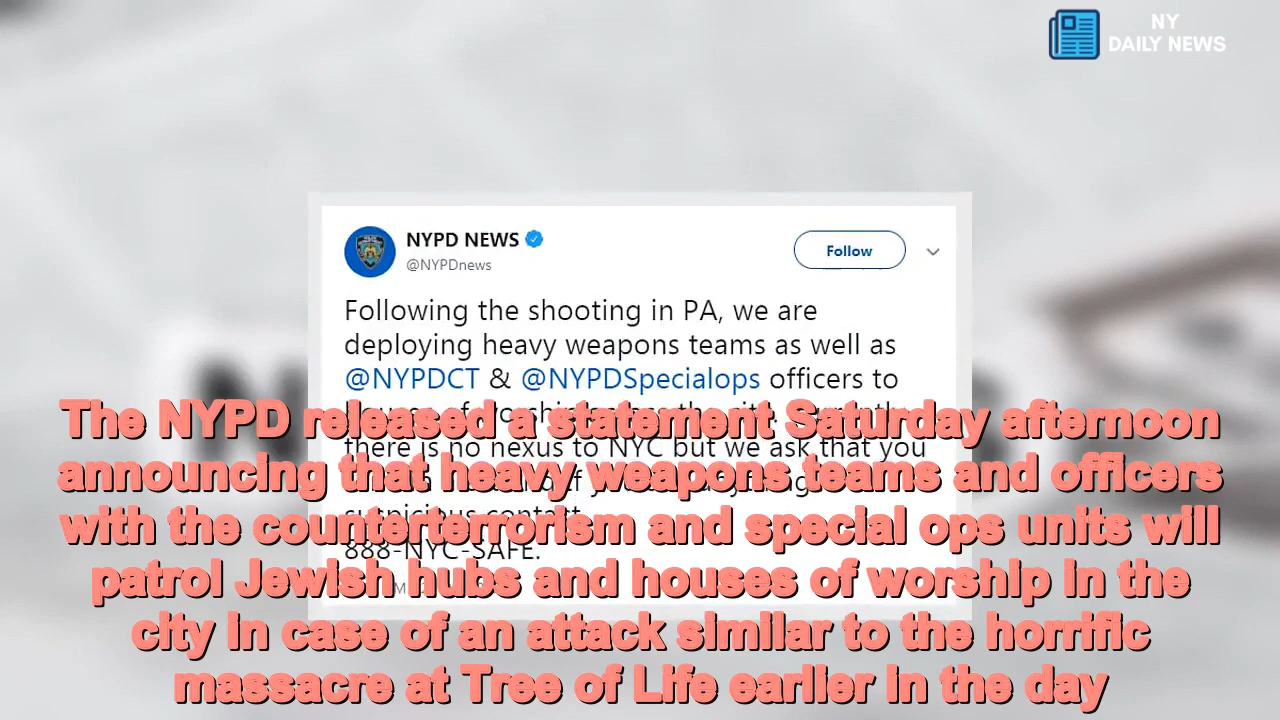 NY
DAILY NEWS
NYPD NEWS
@NYPDnews
Follow
Following the shooting in PA, we are
deploying heavy weapons teams as well as
@NYPDCT & @NYPDSpecialops officers to
there is no nexus to NYC but we ask that you
suspicious contact
888-NYC-SAFE.
The NYPD released a statement Saturday afternoon
announcing that heavy weapons teams and officers
with the counterterrorism and special ops units will
patrol Jewish hubs and houses of worship in the
city in case of an attack similar to the horrific
massacre at Tree of Life earlier in the day